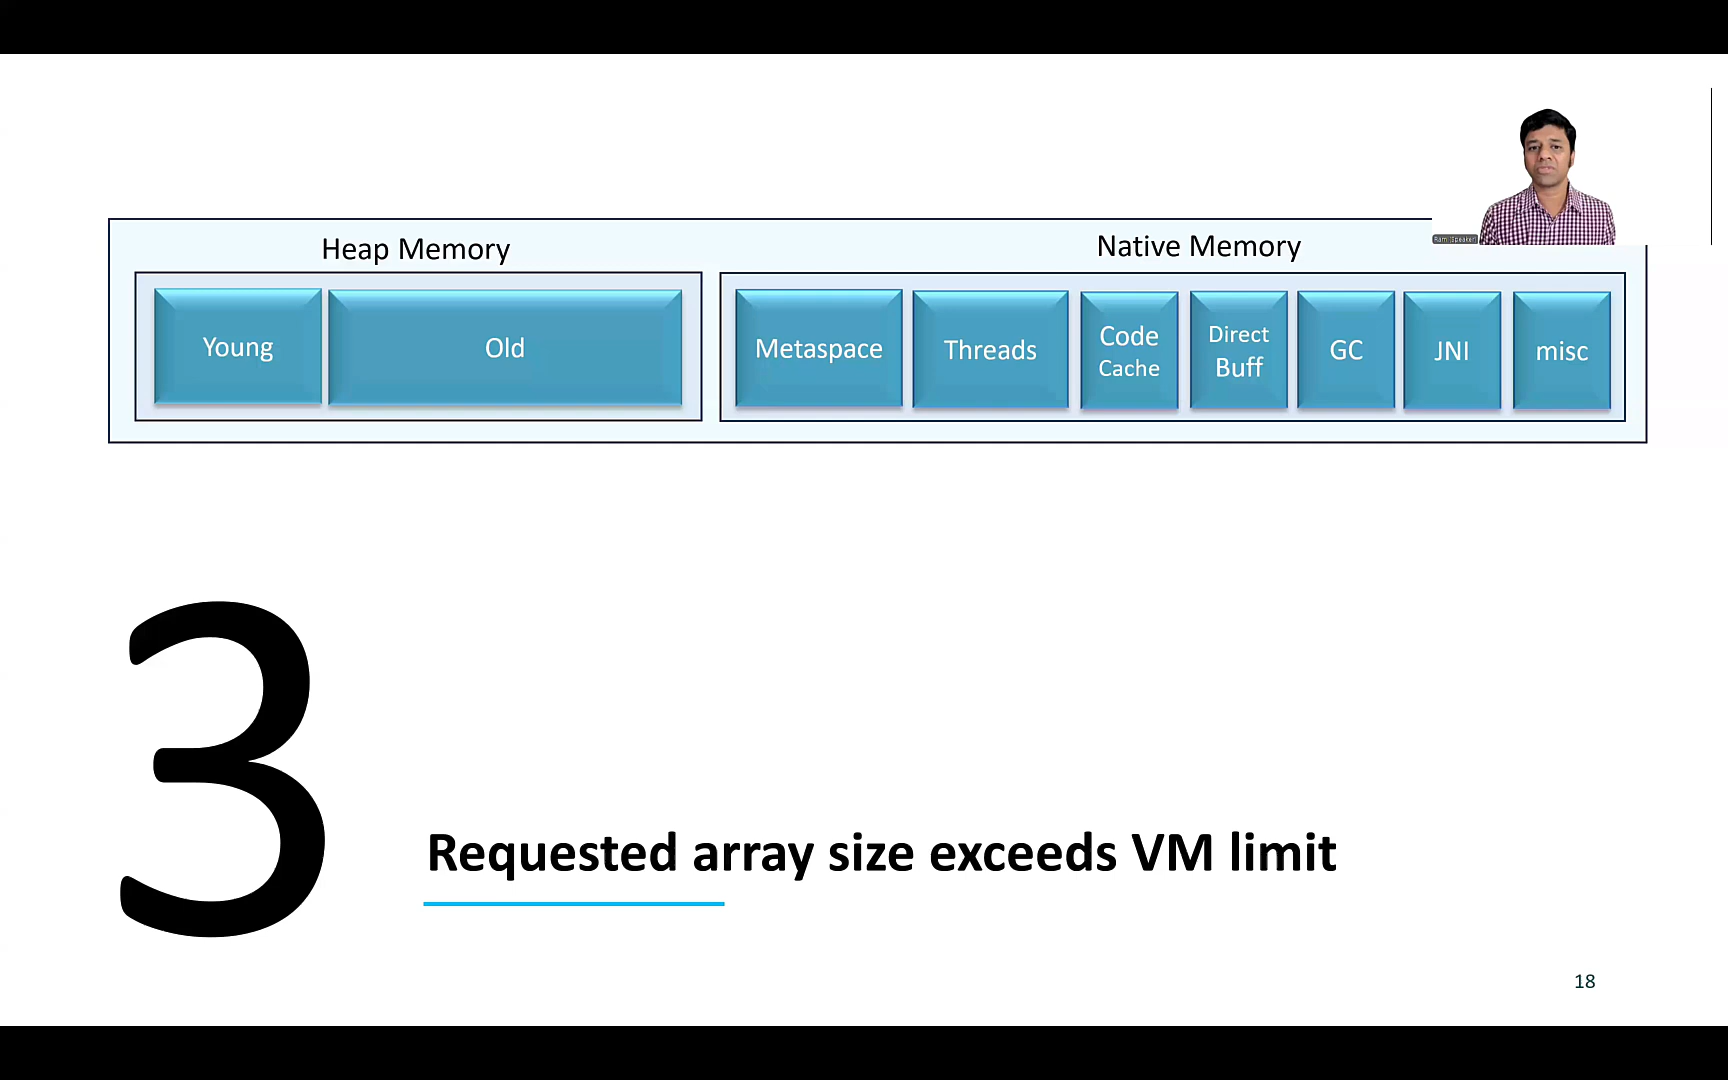 Heap Memory
Native Memory
Young
Old
Metaspace
Threads
Code
Cache
Direct
Buff
GC
JNI
misc
3
Requested array size exceeds VM limit
18